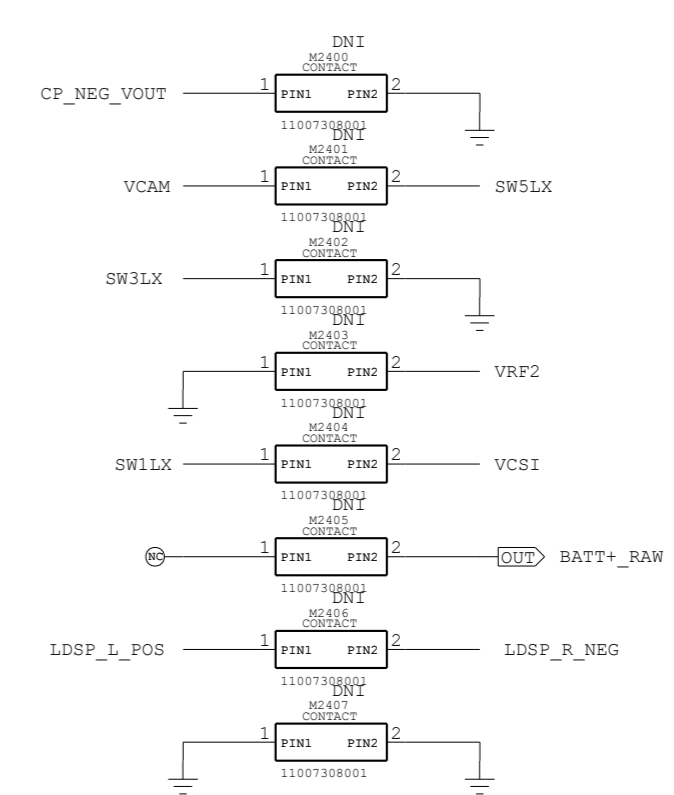 DNI
M2400
CONTACT
CP_NEG_VOUT 1 PIN1 PIN2 2
11007308001
DNI
M2401
CONTACT
VCAM 1 PIN1 PIN2 2 SW5LX
11007308001
DNI
M2402
CONTACT
SW3LX 1 PIN1 PIN2 2
11007308001
DNI
M2403
CONTACT
1 PIN1 PIN2 2 VRF2
11007308001
DNI
M2404
CONTACT
SW1LX 1 PIN1 PIN2 2 VCSI
11007308001
DNI
M2405
CONTACT
NC 1 PIN1 PIN2 2 OUT BATT+_RAW
11007308001
DNI
M2406
CONTACT
LDSP_L_POS 1 PIN1 PIN2 2 LDSP_R_NEG
11007308001
DNI
M2407
CONTACT
1 PIN1 PIN2 2
11007308001